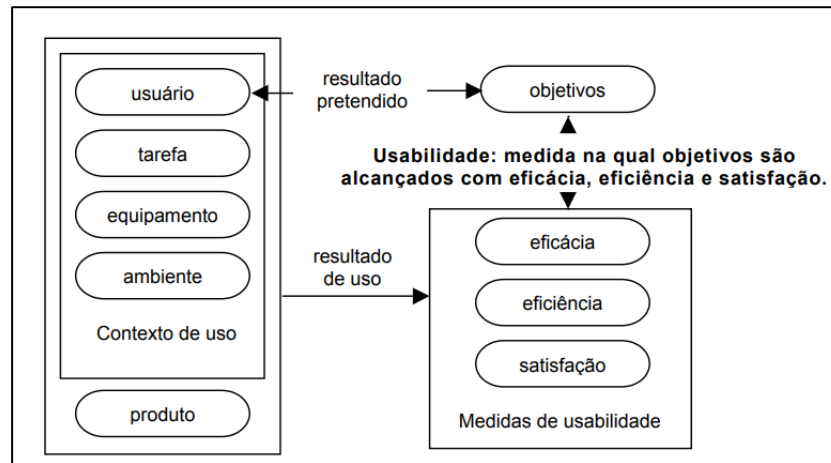 usuário
resultado
pretendido
objetivos
tarefa
Usabilidade: medida na qual objetivos são
alcançados com eficácia, eficiência e satisfação.
equipamento
ambiente
Contexto de uso
produto
resultado
de uso
eficácia
eficiência
satisfação
Medidas de usabilidade